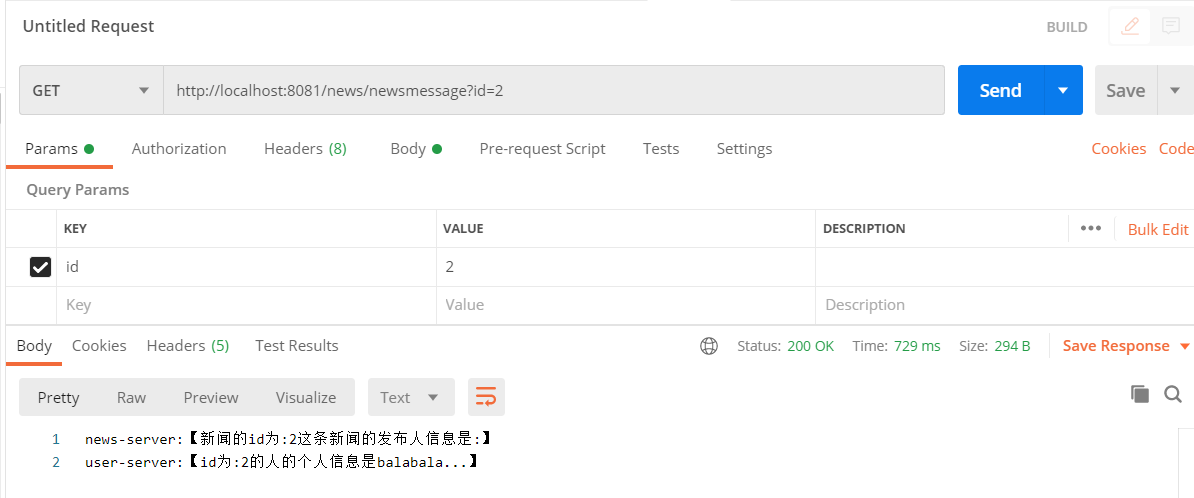 Untitled Request
BUILD
GET
http://localhost:8081/news/newsmessage?id=2
Send
Save
Params
Authorization
Headers (8)
Body
Pre-request Script
Tests
Settings
Cookies
Code
Query Params
KEY
VALUE
DESCRIPTION
Bulk Edit
id
2
Key
Value
Description
Body
Cookies
Headers (5)
Test Results
Status: 200 OK
Time: 729 ms
Size: 294 B
Save Response
Pretty
Raw
Preview
Visualize
Text
1 news-server:【新闻的id为:2这条新闻的发布人信息是:】
2 user-server:【id为:2的人的个人信息是balabala...】